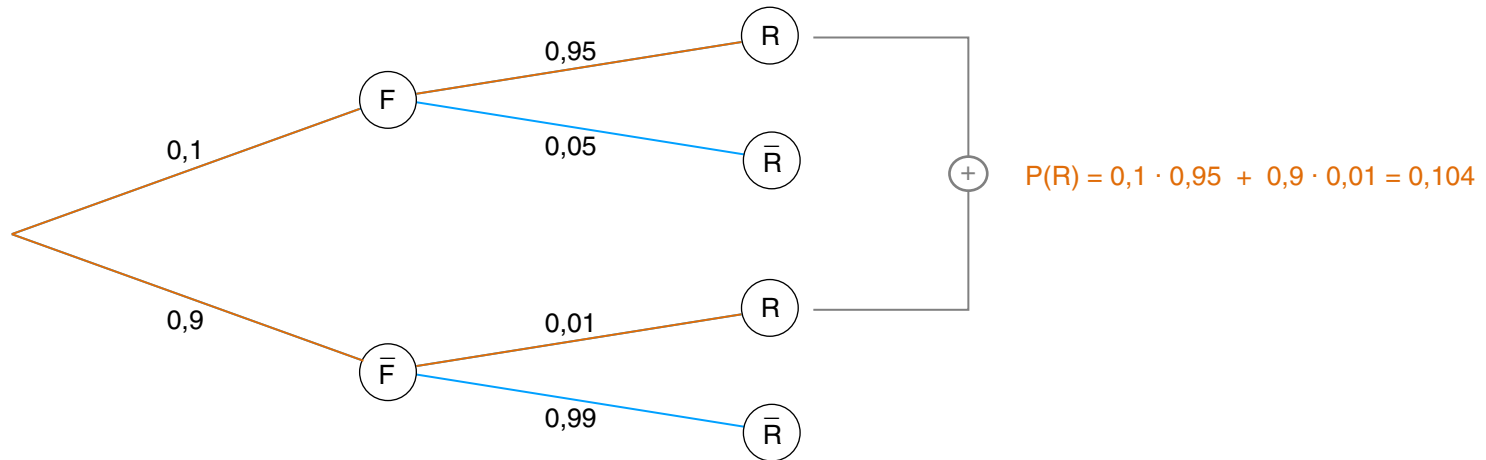 R
0,95
F
0,1
0,05
R̅
+
P(R) = 0,1 · 0,95 + 0,9 · 0,01 = 0,104
R
0,01
0,9
F̅
0,99
R̅